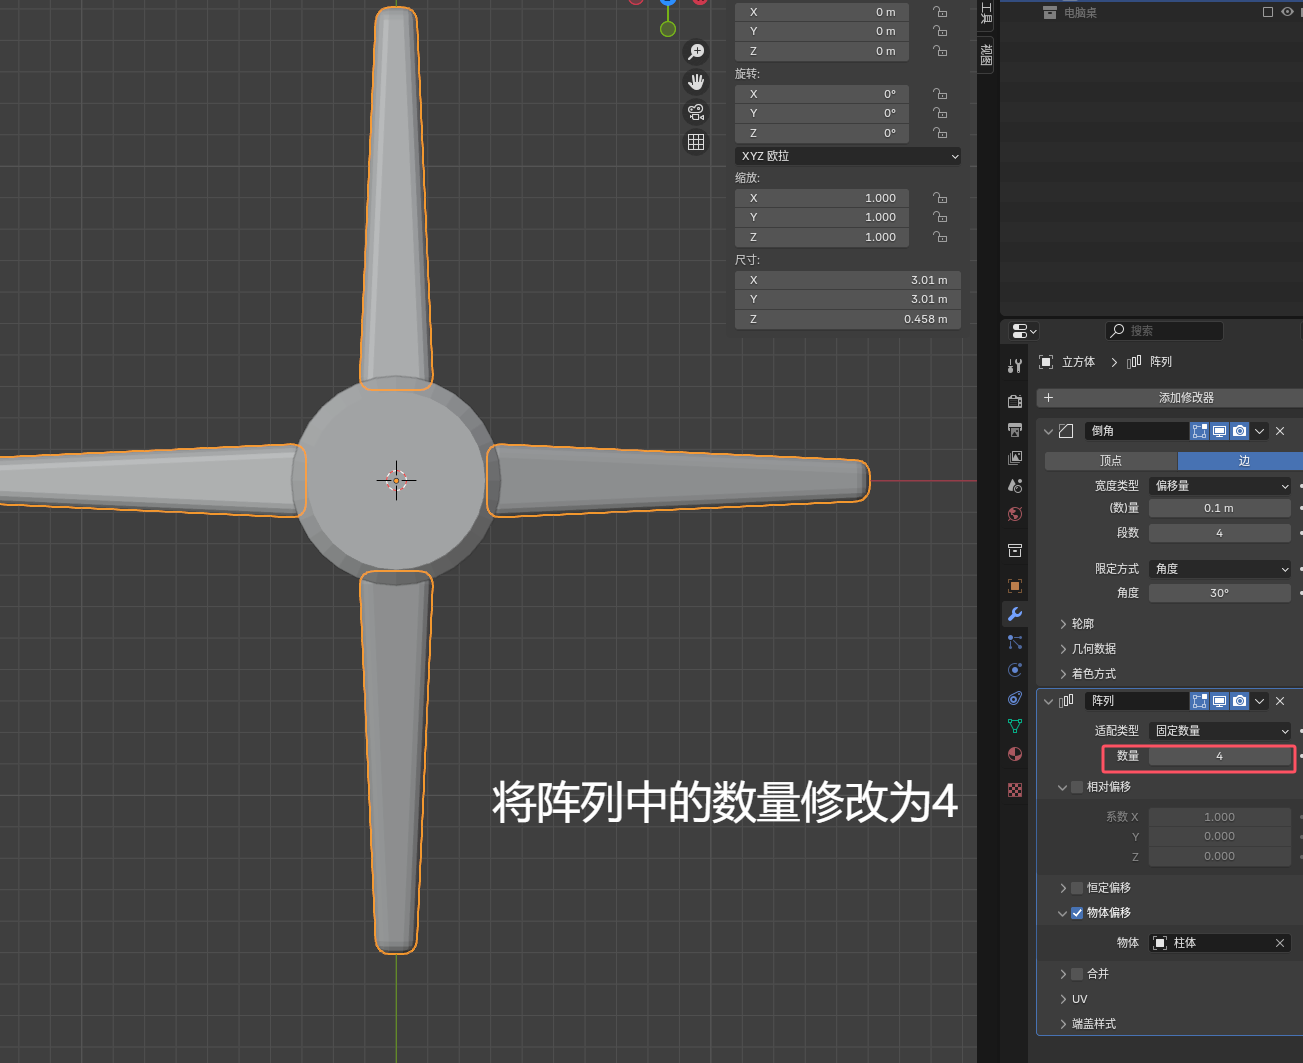 电脑桌
工具
X 0 m
Y 0 m
Z 0 m
视图
旋转:
X 0°
Y 0°
Z 0°
XYZ 欧拉
缩放:
X 1.000
Y 1.000
Z 1.000
尺寸:
X 3.01 m
Y 3.01 m
Z 0.458 m
搜索
立方体 > 阵列
+ 添加修改器
倒角
顶点 边
宽度类型 偏移量
(数)量 0.1 m
段数 4
限定方式 角度
角度 30°
轮廓
几何数据
着色方式
阵列
适配类型 固定数量
数量 4
相对偏移
系数 X 1.000
Y 0.000
Z 0.000
恒定偏移
物体偏移
物体 柱体
合并
UV
端盖样式
将阵列中的数量修改为4